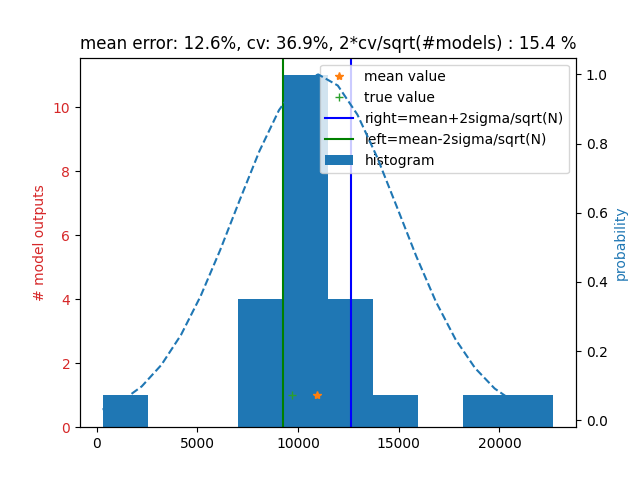 mean error: 12.6%, cv: 36.9%, 2*cv/sqrt(#models) : 15.4 %
mean value
true value
right=mean+2sigma/sqrt(N)
left=mean-2sigma/sqrt(N)
histogram
# model outputs
10
8
6
4
2
0
probability
1.0
0.8
0.6
0.4
0.2
0.0
0
5000
10000
15000
20000